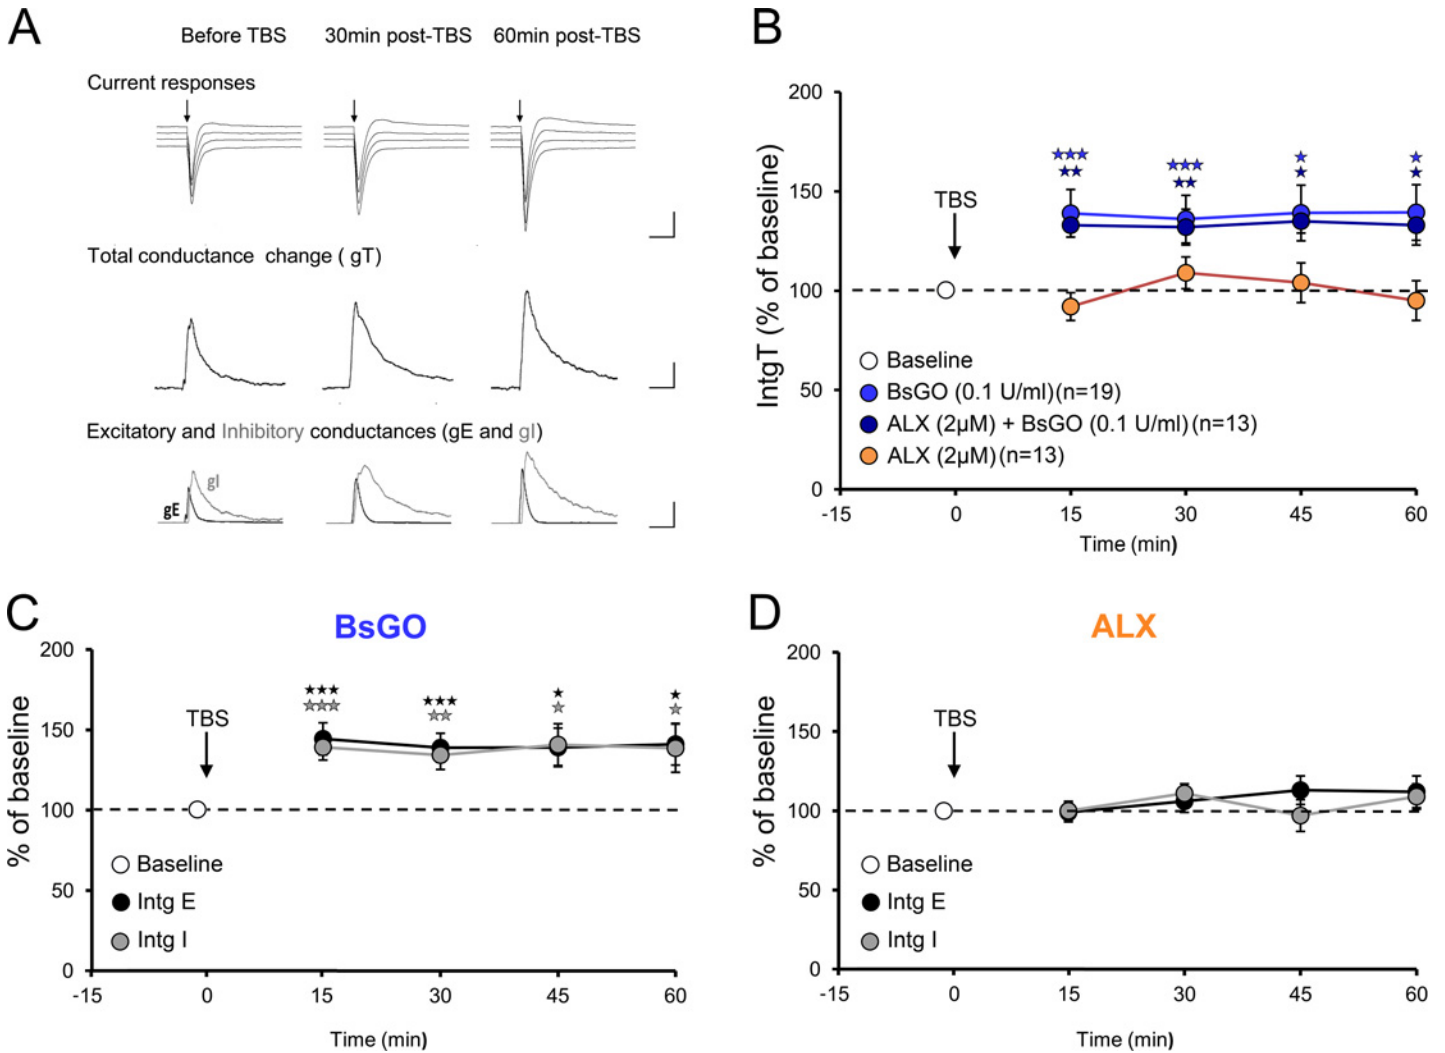 A
Before TBS 30min post-TBS 60min post-TBS
Current responses
Total conductance change ( gT)
Excitatory and Inhibitory conductances (gE and gI)
gE gI
B
IntgT (% of baseline)
200
150
100
50
0
★★★ ★★★ ★ ★
★★ ★★ ★ ★
TBS
Baseline
BsGO (0.1 U/ml)(n=19)
ALX (2µM) + BsGO (0.1 U/ml)(n=13)
ALX (2µM)(n=13)
-15 0 15 30 45 60
Time (min)
C
BsGO
% of baseline
200
150
100
50
0
★★★ ★★★ ★ ★
★★★ ★★ ★ ★
TBS
Baseline
Intg E
Intg I
-15 0 15 30 45 60
Time (min)
D
ALX
% of baseline
200
150
100
50
0
TBS
Baseline
Intg E
Intg I
-15 0 15 30 45 60
Time (min)